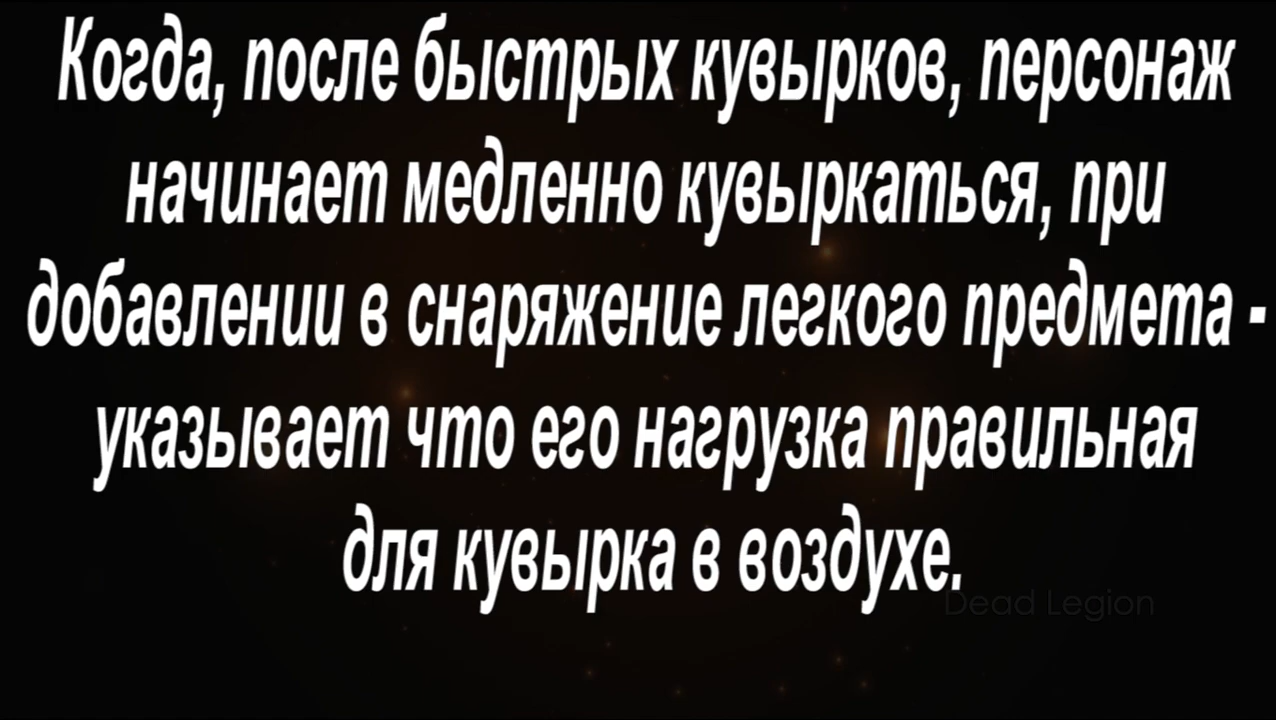 Когда, после быстрых кувырков, персонаж
начинает медленно кувыркаться, при
добавлении в снаряжение легкого предмета -
указывает что его нагрузка правильная
для кувырка в воздухе.
Dead Legion